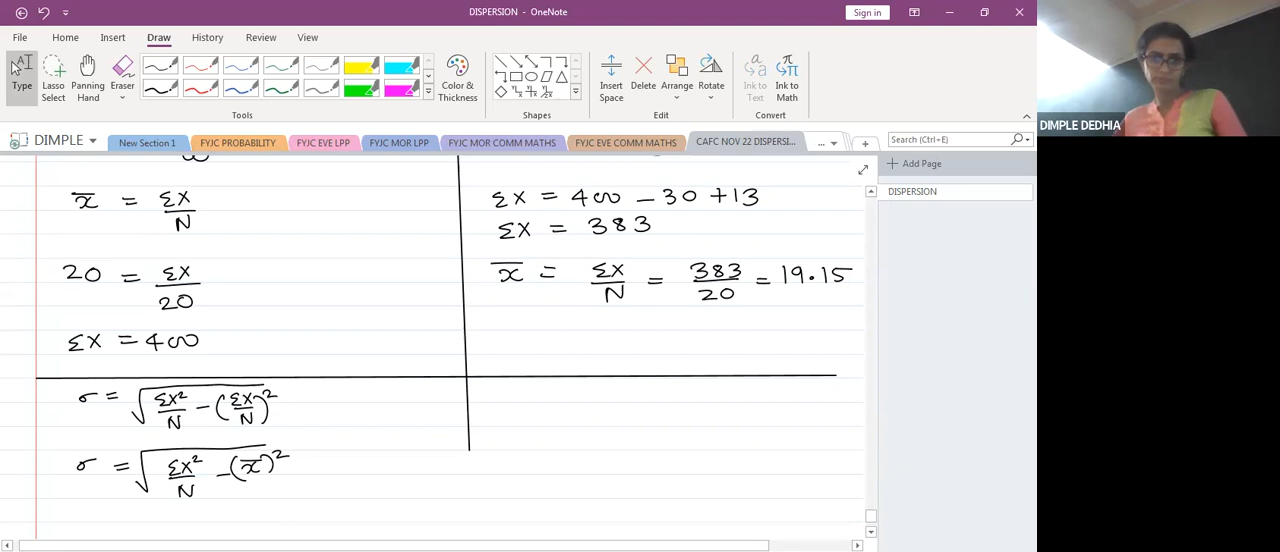 DISPERSION - OneNote
Sign in
File Home Insert Draw History Review View
Type
Lasso Select
Panning Hand
Eraser
Color & Thickness
Insert Space
Delete
Arrange
Rotate
Ink to Text
Ink to Math
Tools
Shapes
Edit
Convert
DIMPLE
New Section 1
FYJC PROBABILITY
FYJC EVE LPP
FYJC MOR LPP
FYJC MOR COMM MATHS
FYJC EVE COMM MATHS
CAFC NOV 22 DISPERSI...
Search (Ctrl+E)
Add Page
DISPERSION
DIMPLE DEDHIA
x̅ = Σx/N
20 = Σx/20
Σx = 400
σ = √(Σx²/N - (Σx/N)²)
σ = √(Σx²/N - (x̅)²)
Σx = 400 - 30 + 13
Σx = 383
x̅ = Σx/N = 383/20 = 19.15